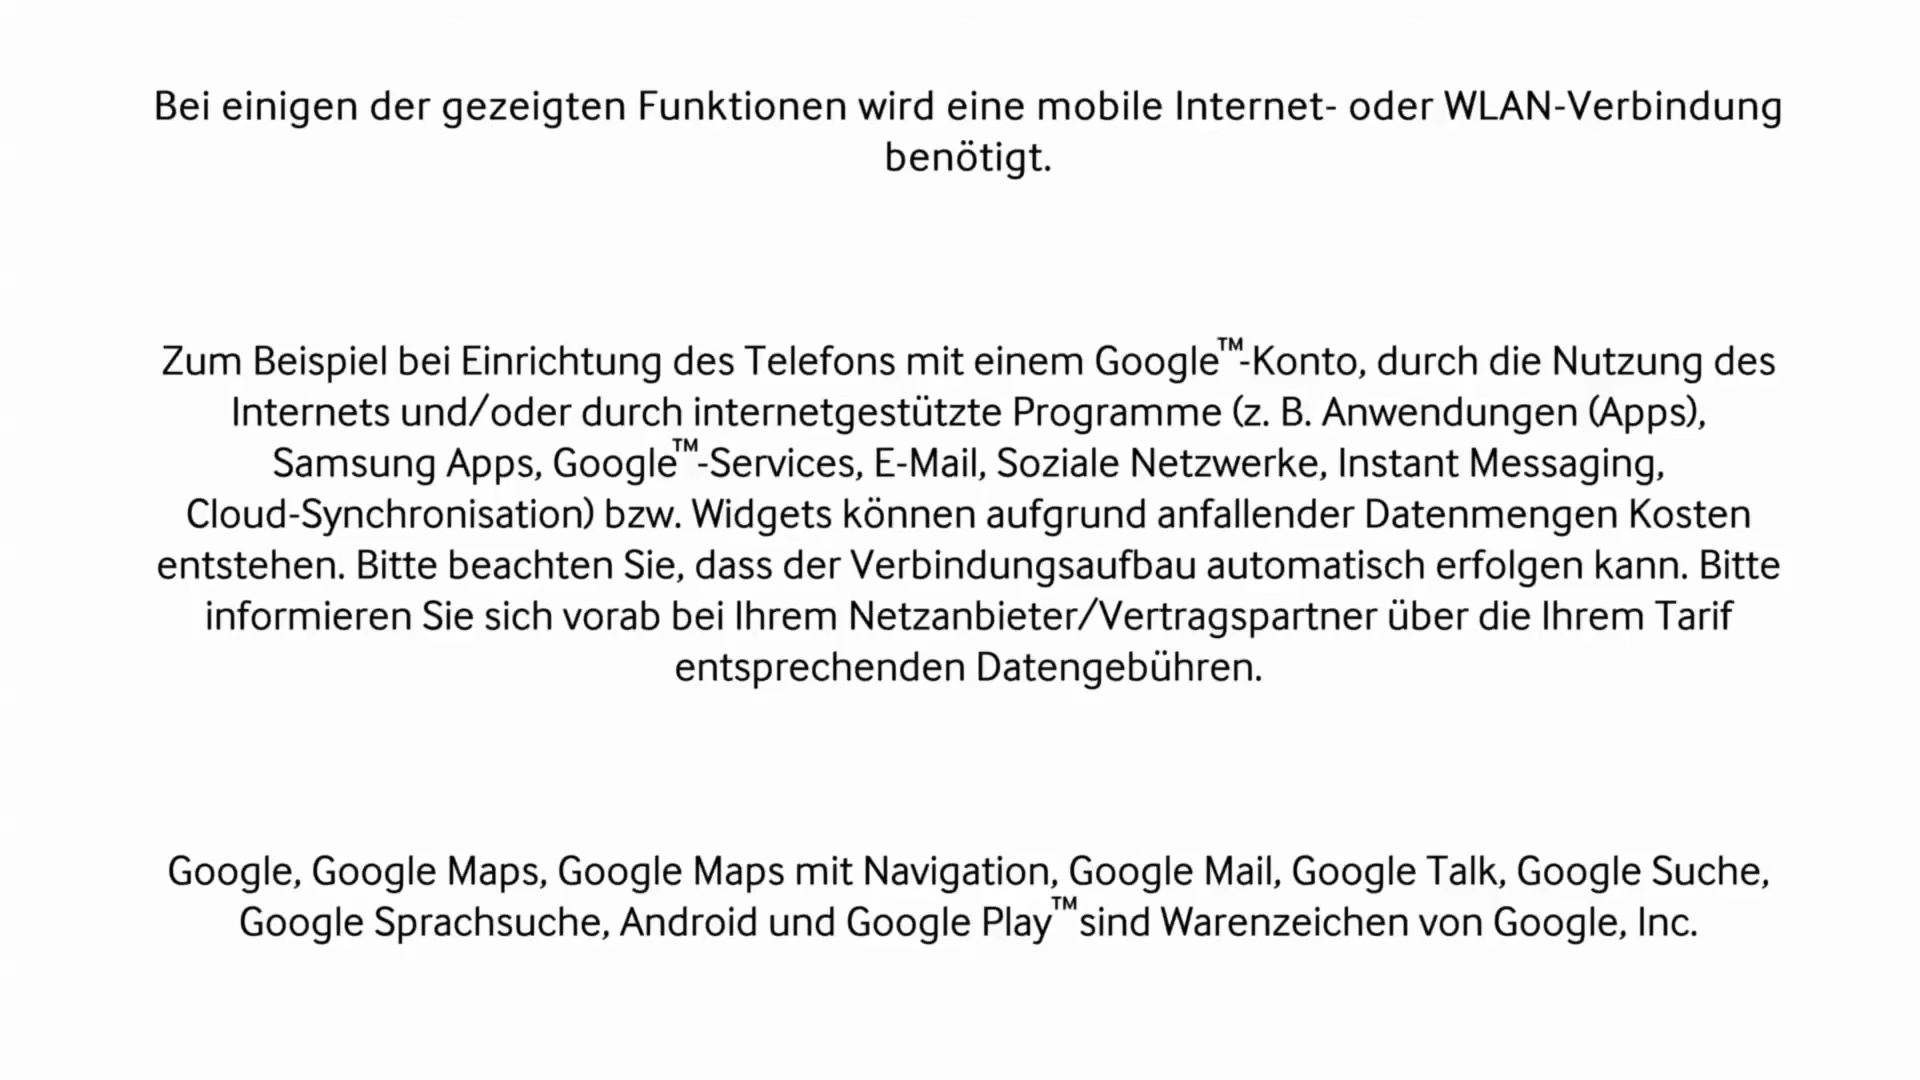 Bei einigen der gezeigten Funktionen wird eine mobile Internet- oder WLAN-Verbindung
benötigt.
Zum Beispiel bei Einrichtung des Telefons mit einem Google™-Konto, durch die Nutzung des
Internets und/oder durch internetgestützte Programme (z. B. Anwendungen (Apps),
Samsung Apps, Google™-Services, E-Mail, Soziale Netzwerke, Instant Messaging,
Cloud-Synchronisation) bzw. Widgets können aufgrund anfallender Datenmengen Kosten
entstehen. Bitte beachten Sie, dass der Verbindungsaufbau automatisch erfolgen kann. Bitte
informieren Sie sich vorab bei Ihrem Netzanbieter/Vertragspartner über die Ihrem Tarif
entsprechenden Datengebühren.
Google, Google Maps, Google Maps mit Navigation, Google Mail, Google Talk, Google Suche,
Google Sprachsuche, Android und Google Play™ sind Warenzeichen von Google, Inc.